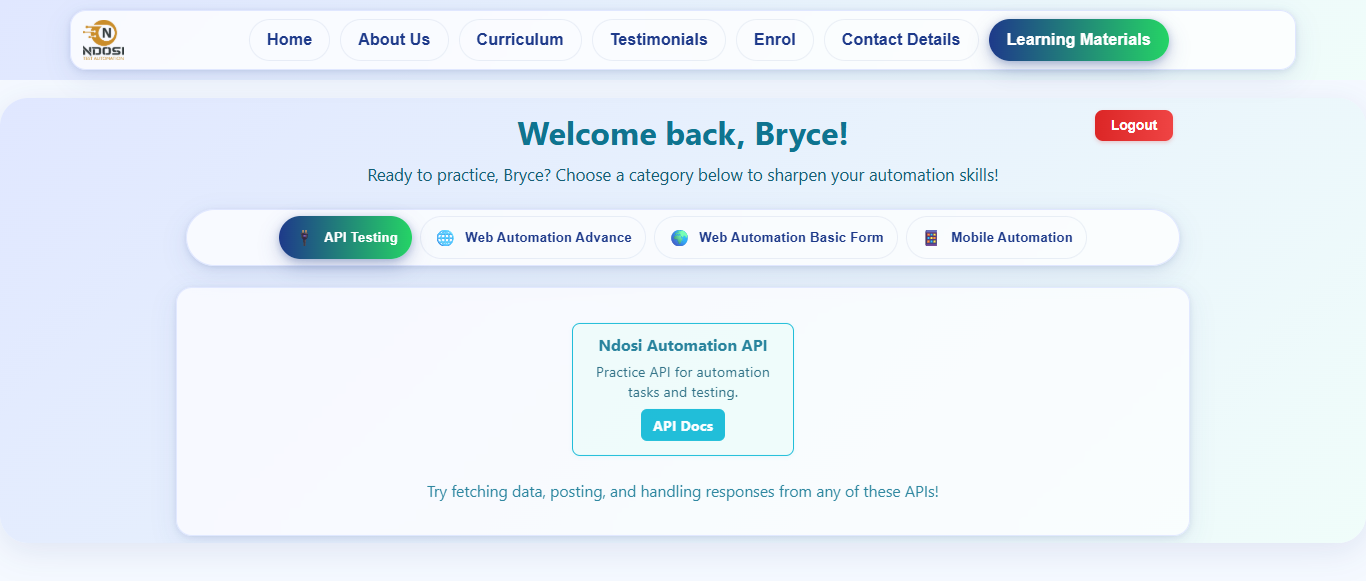 N
NDOSI
TEST AUTOMATION
Home
About Us
Curriculum
Testimonials
Enrol
Contact Details
Learning Materials
Welcome back, Bryce!
Logout
Ready to practice, Bryce? Choose a category below to sharpen your automation skills!
API Testing
Web Automation Advance
Web Automation Basic Form
Mobile Automation
Ndosi Automation API
Practice API for automation
tasks and testing.
API Docs
Try fetching data, posting, and handling responses from any of these APIs!